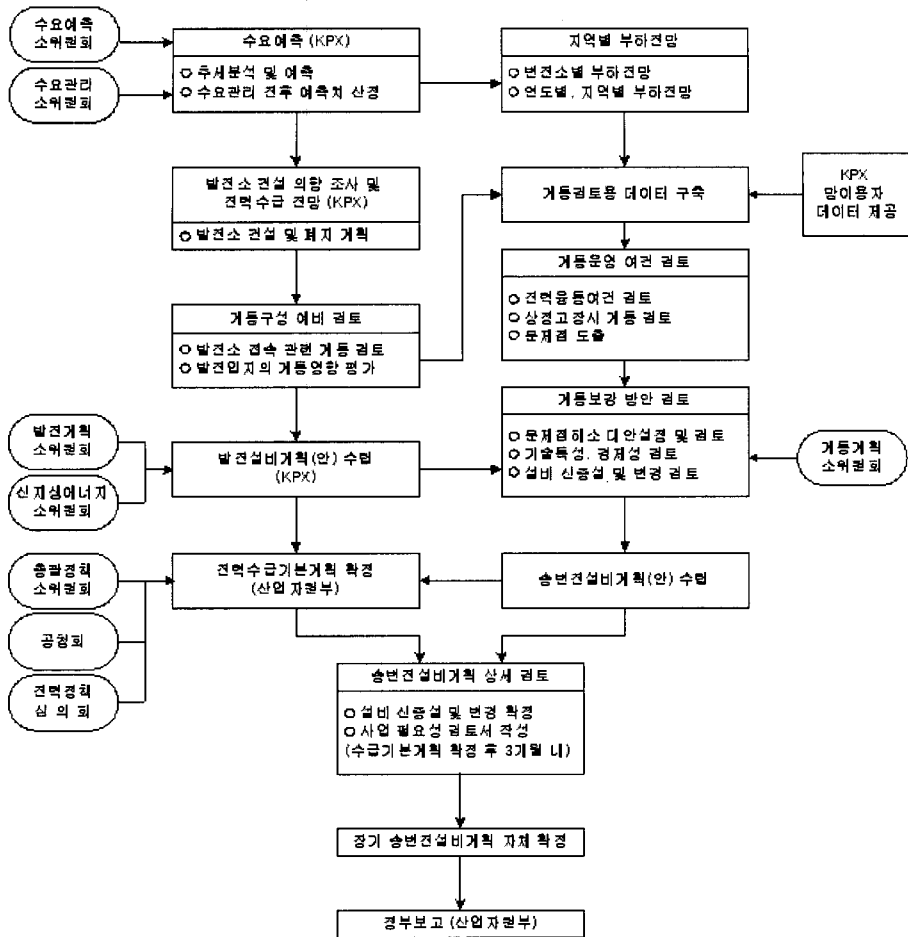 수요예측
소위원회
수요관리
소위원회
수요예측 (KPX)
○ 추세분석 및 예측
○ 수요관리 전후 예측치 산정
지역별 부하전망
○ 변전소별 부하전망
○ 연도별, 지역별 부하전망
발전소 건설 의향 조사 및
전력수급 전망 (KPX)
○ 발전소 건설 및 폐지 계획
계통검토용 데이터 구축
KPX
망이용자
데이터 제공
계통운영 여건 검토
○ 전력융통여건 검토
○ 상정고장시 계통 검토
○ 문제점 도출
계통구성 예비 검토
○ 발전소 접속 관련 계통 검토
○ 발전입지의 계통영향 평가
계통보강 방안 검토
○ 문제점해소 대안설정 및 검토
○ 기술특성, 경제성 검토
○ 설비 신증설 및 변경 검토
발전계획
소위원회
신재생에너지
소위원회
발전설비계획(안) 수립
(KPX)
계통계획
소위원회
총괄정책
소위원회
공청회
전력정책
심 의 회
전력수급기본계획 확정
(산업자원부)
송변전설비계획(안) 수립
송변전설비계획 상세 검토
○ 설비 신증설 및 변경 확정
○ 사업 필요성 검토서 작성
(수급기본계획 확정 후 3개월 내)
장기 송변전설비계획 자체 확정
정부보고 (산업자원부)